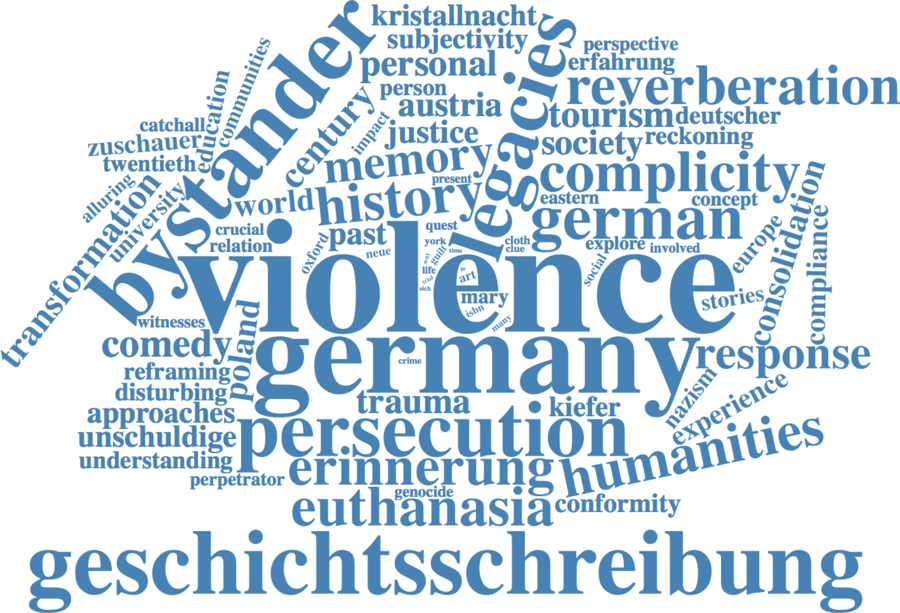 kristallnacht
subjectivity
perspective
personal
erfahrung
person
reverberation
bystander
legacies
communities
education
century
austria
tourism
deutscher
catchall
impact
justice
society
reckoning
zuschauer
memory
twentieth
present
complicity
alluring
university
transformation
world
history
eastern
concept
german
crucial
relation
oxford
past
quest
neue
york
time
cloth
clue
explore
involved
social
europe
consolidation
compliance
way
guilt
life
trial
sich
art
mary
isbn
many
stories
violence
witnesses
comedy
poland
germany
crime
response
reframing
disturbing
trauma
kiefer
nazism
experience
approaches
unschuldige
persecution
understanding
erinnerung
humanities
perpetrator
genocide
euthanasia
conformity
geschichtsschreibung